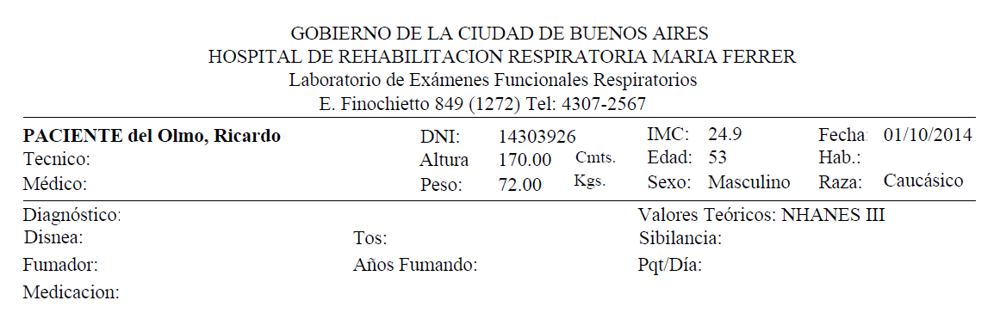 GOBIERNO DE LA CIUDAD DE BUENOS AIRES
HOSPITAL DE REHABILITACION RESPIRATORIA MARIA FERRER
Laboratorio de Exámenes Funcionales Respiratorios
E. Finochietto 849 (1272) Tel: 4307-2567
PACIENTE del Olmo, Ricardo DNI: 14303926 IMC: 24.9 Fecha: 01/10/2014
Tecnico: Altura 170.00 Cmts. Edad: 53 Hab.:
Médico: Peso: 72.00 Kgs. Sexo: Masculino Raza: Caucásico
Diagnóstico: Valores Teóricos: NHANES III
Disnea: Tos: Sibilancia:
Fumador: Años Fumando: Pqt/Día:
Medicacion: